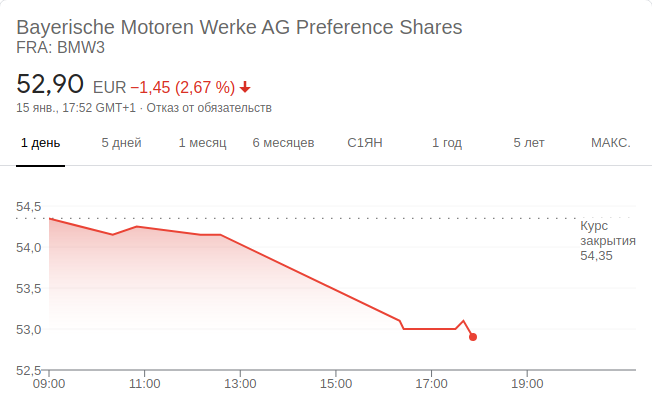 Bayerische Motoren Werke AG Preference Shares
FRA: BMW3
52,90 EUR −1,45 (2,67 %)
15 янв., 17:52 GMT+1 · Отказ от обязательств
1 день 5 дней 1 месяц 6 месяцев С1ЯН 1 год 5 лет МАКС.
54,5
Курс
закрытия
54,35
54,0
53,5
53,0
52,5
09:00 11:00 13:00 15:00 17:00 19:00